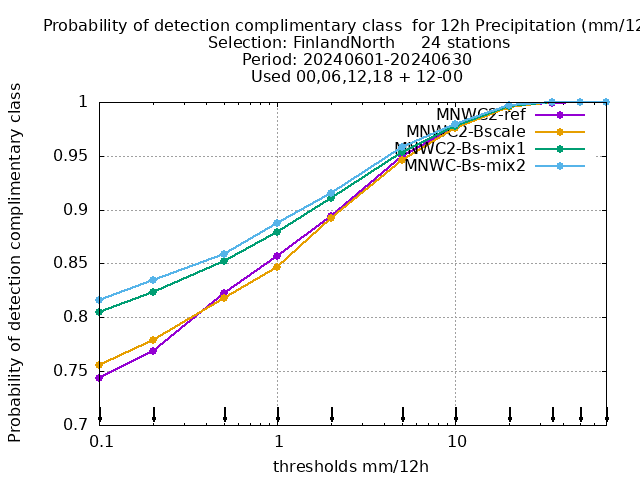 Probability of detection complimentary class  for 12h Precipitation (mm/12
Selection: FinlandNorth     24 stations
Period: 20240601-20240630
Used 00,06,12,18 + 12-00
Probability of detection complimentary class
1
0.95
0.9
0.85
0.8
0.75
0.7
MNWC2-ref
MNWC2-Bscale
MNWC2-Bs-mix1
MNWC-Bs-mix2
0.1
1
10
thresholds mm/12h